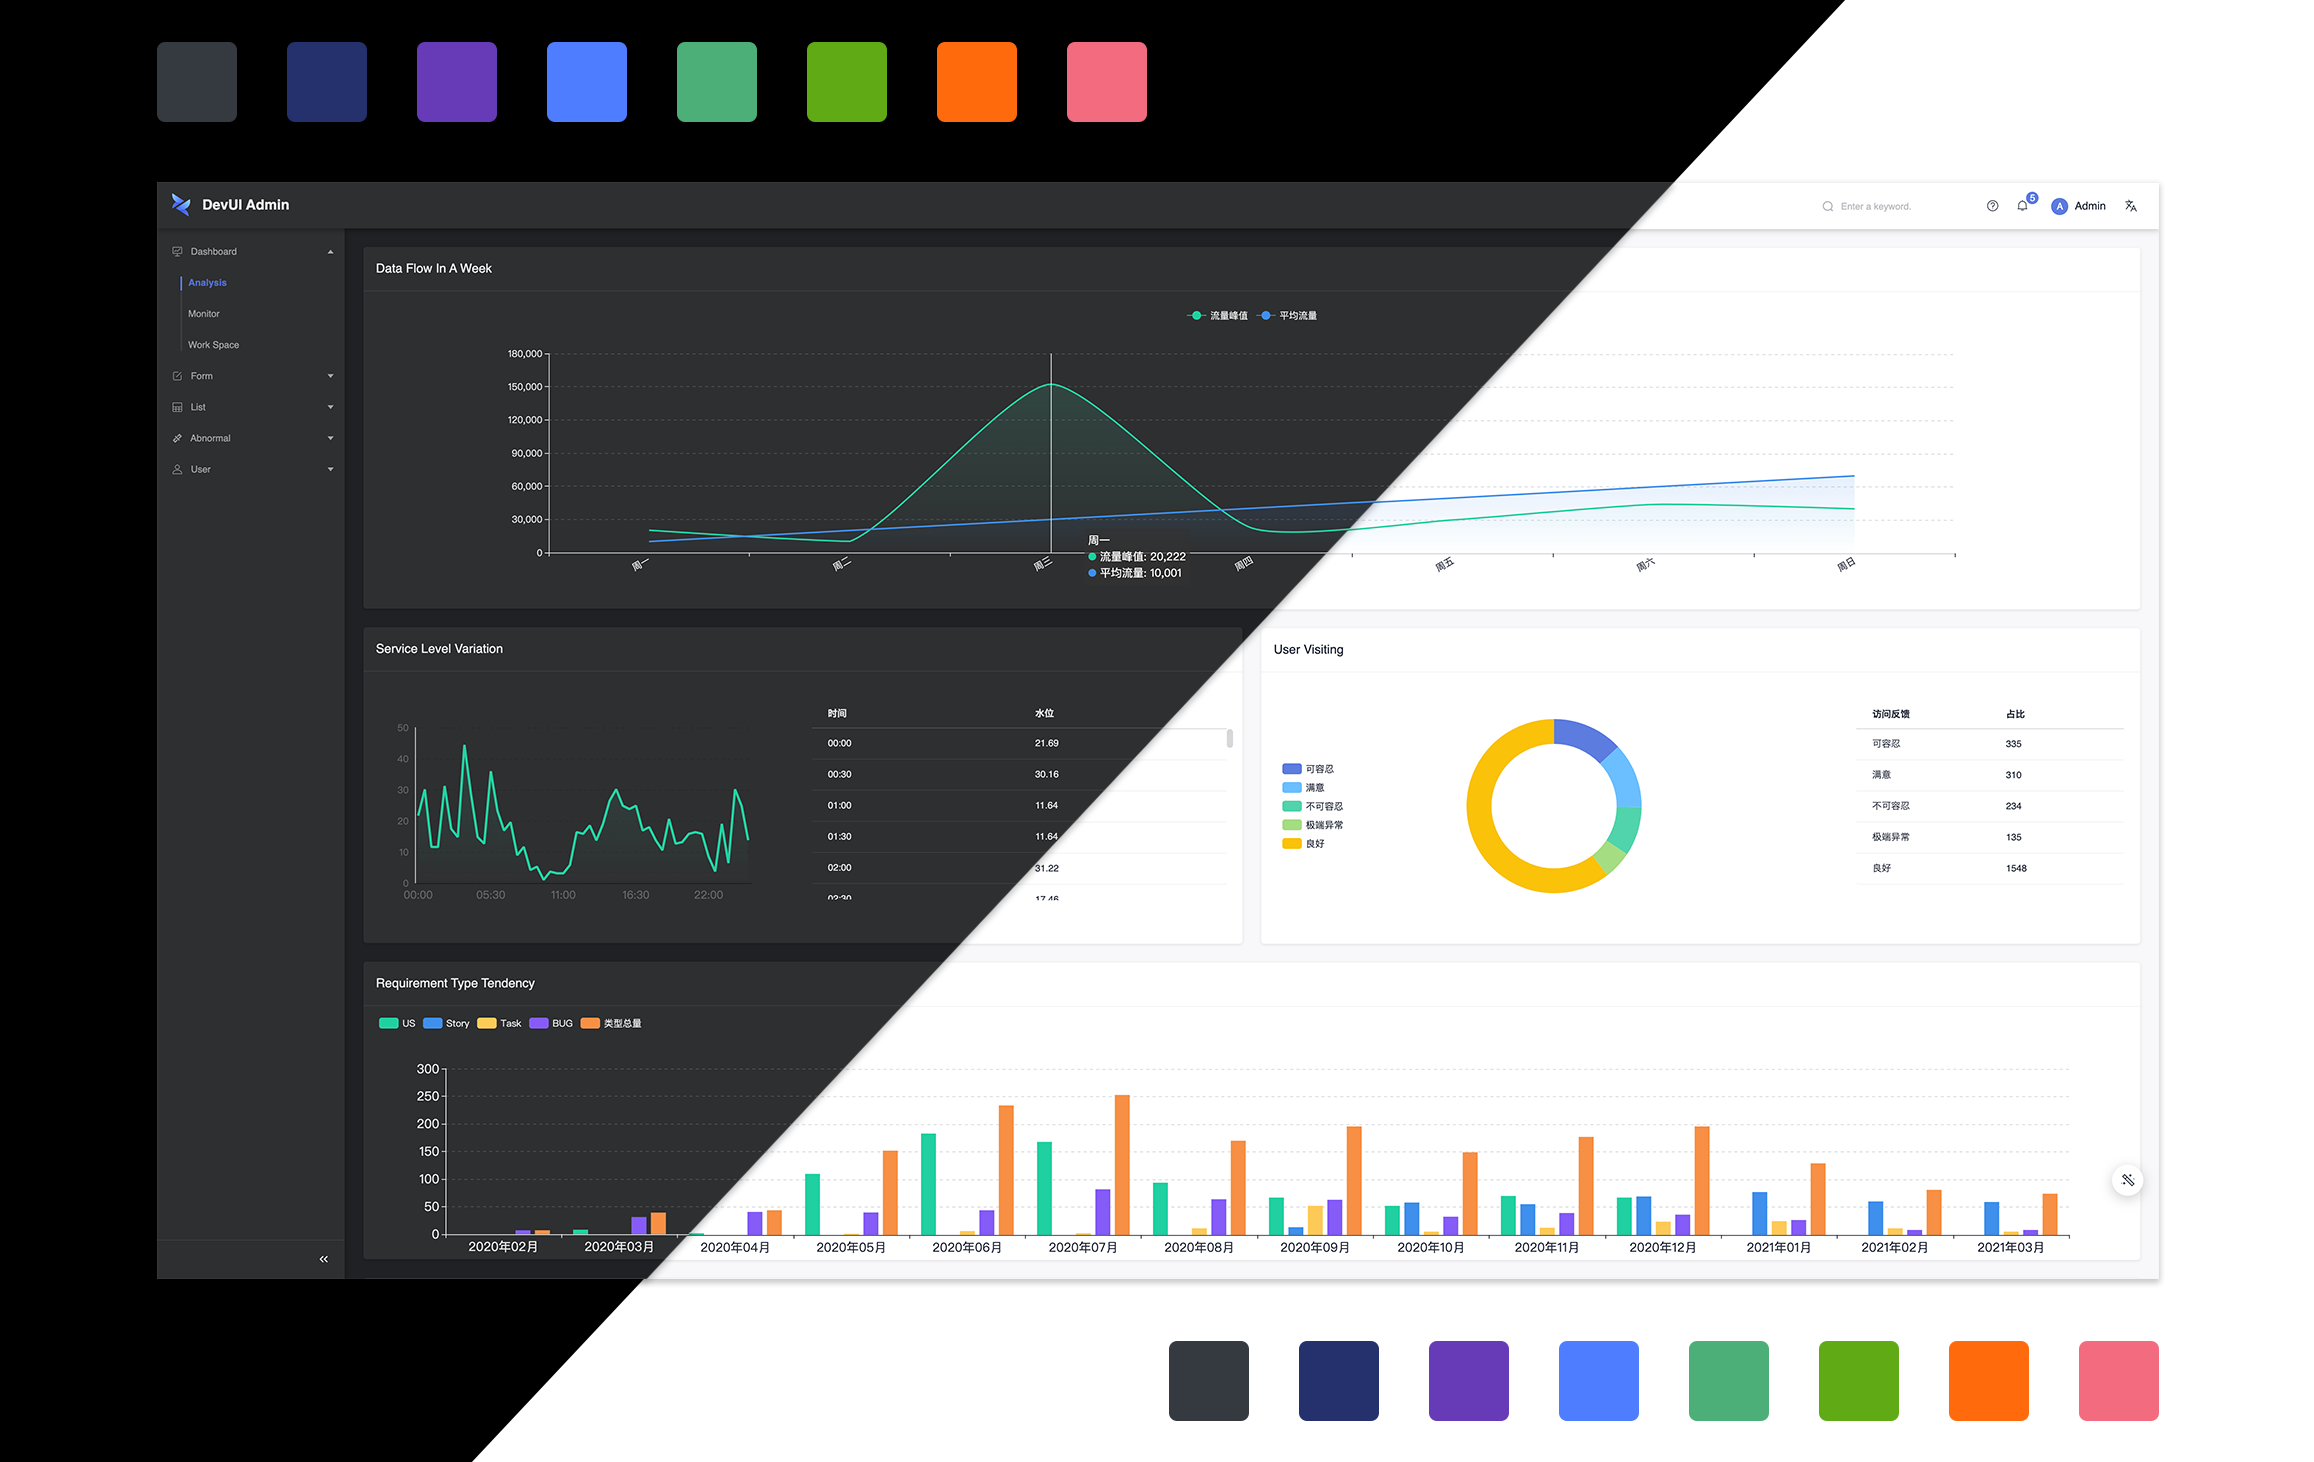 DevUI Admin
Enter a keyword.
5
A
Admin
Dashboard
Analysis
Monitor
Work Space
Form
List
Abnormal
User
Data Flow In A Week
流量峰值 平均流量
180,000
150,000
120,000
90,000
60,000
30,000
0
周一 周二 周三 周四 周五 周六 周日
周一
流量峰值: 20,222
平均流量: 10,001
Service Level Variation
50
40
30
20
10
0
00:00 05:30 11:00 16:30 22:00
时间 水位
00:00 21.69
00:30 30.16
01:00 11.64
01:30 11.64
02:00 31.22
02:30 17.46
User Visiting
可容忍
满意
不可容忍
极端异常
良好
访问反馈 占比
可容忍 335
满意 310
不可容忍 234
极端异常 135
良好 1548
Requirement Type Tendency
US Story Task BUG 类型总量
300
250
200
150
100
50
0
2020年02月 2020年03月 2020年04月 2020年05月 2020年06月 2020年07月 2020年08月 2020年09月 2020年10月 2020年11月 2020年12月 2021年01月 2021年02月 2021年03月